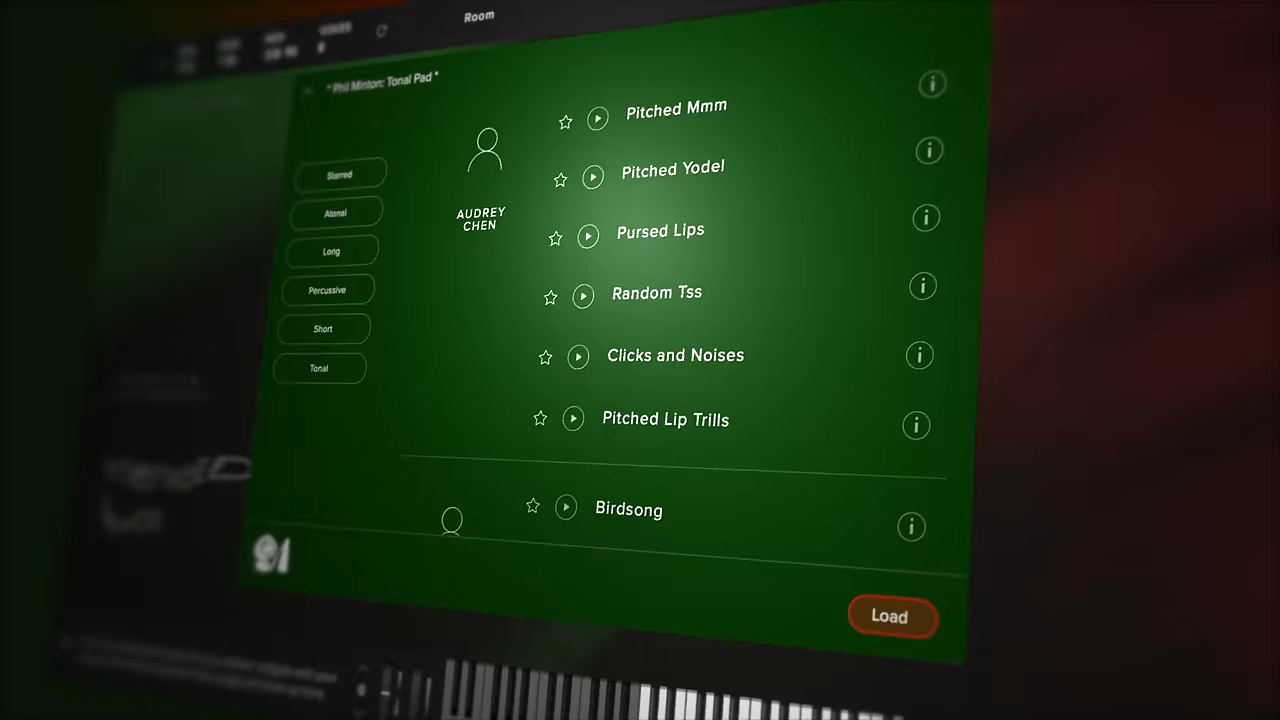 Room
* Phil Minton: Tonal Pad *
Starred
Atonal
Long
Percussive
Short
Tonal
AUDREY
CHEN
Pitched Mmm
Pitched Yodel
Pursed Lips
Random Tss
Clicks and Noises
Pitched Lip Trills
Birdsong
Load